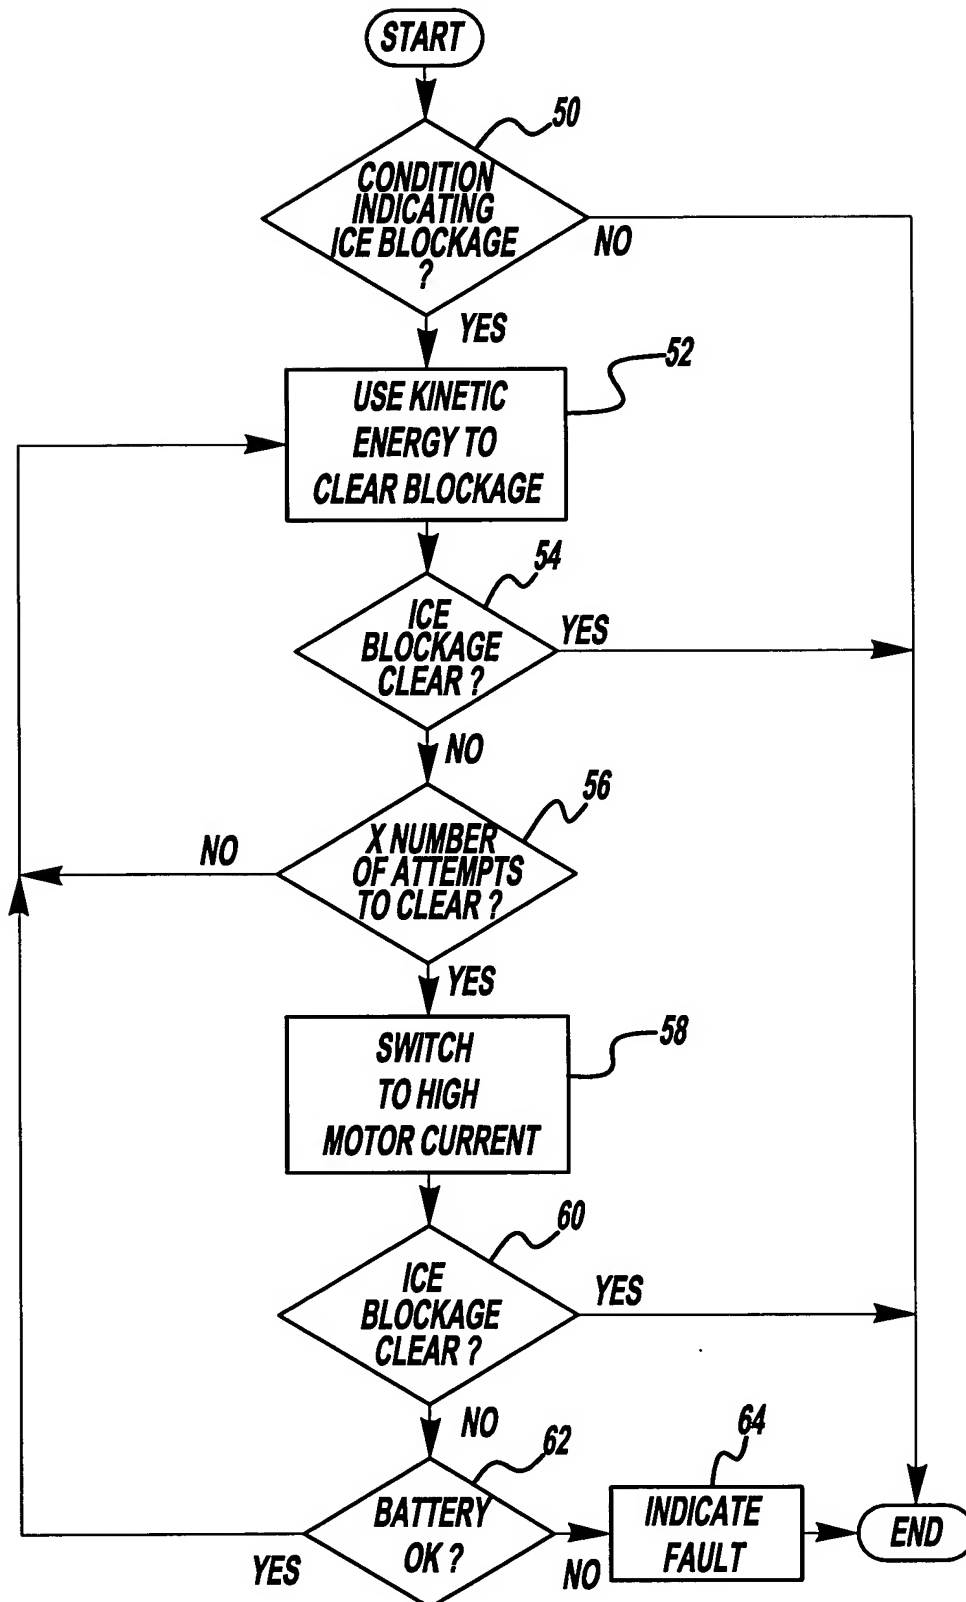 START
50
CONDITION
INDICATING
ICE BLOCKAGE
?
NO
YES
52
USE KINETIC
ENERGY TO
CLEAR BLOCKAGE
54
ICE
BLOCKAGE
CLEAR ?
YES
NO
56
X NUMBER
OF ATTEMPTS
TO CLEAR ?
NO
YES
58
SWITCH
TO HIGH
MOTOR CURRENT
60
ICE
BLOCKAGE
CLEAR ?
YES
NO
62
64
BATTERY
OK ?
YES
NO
INDICATE
FAULT
END